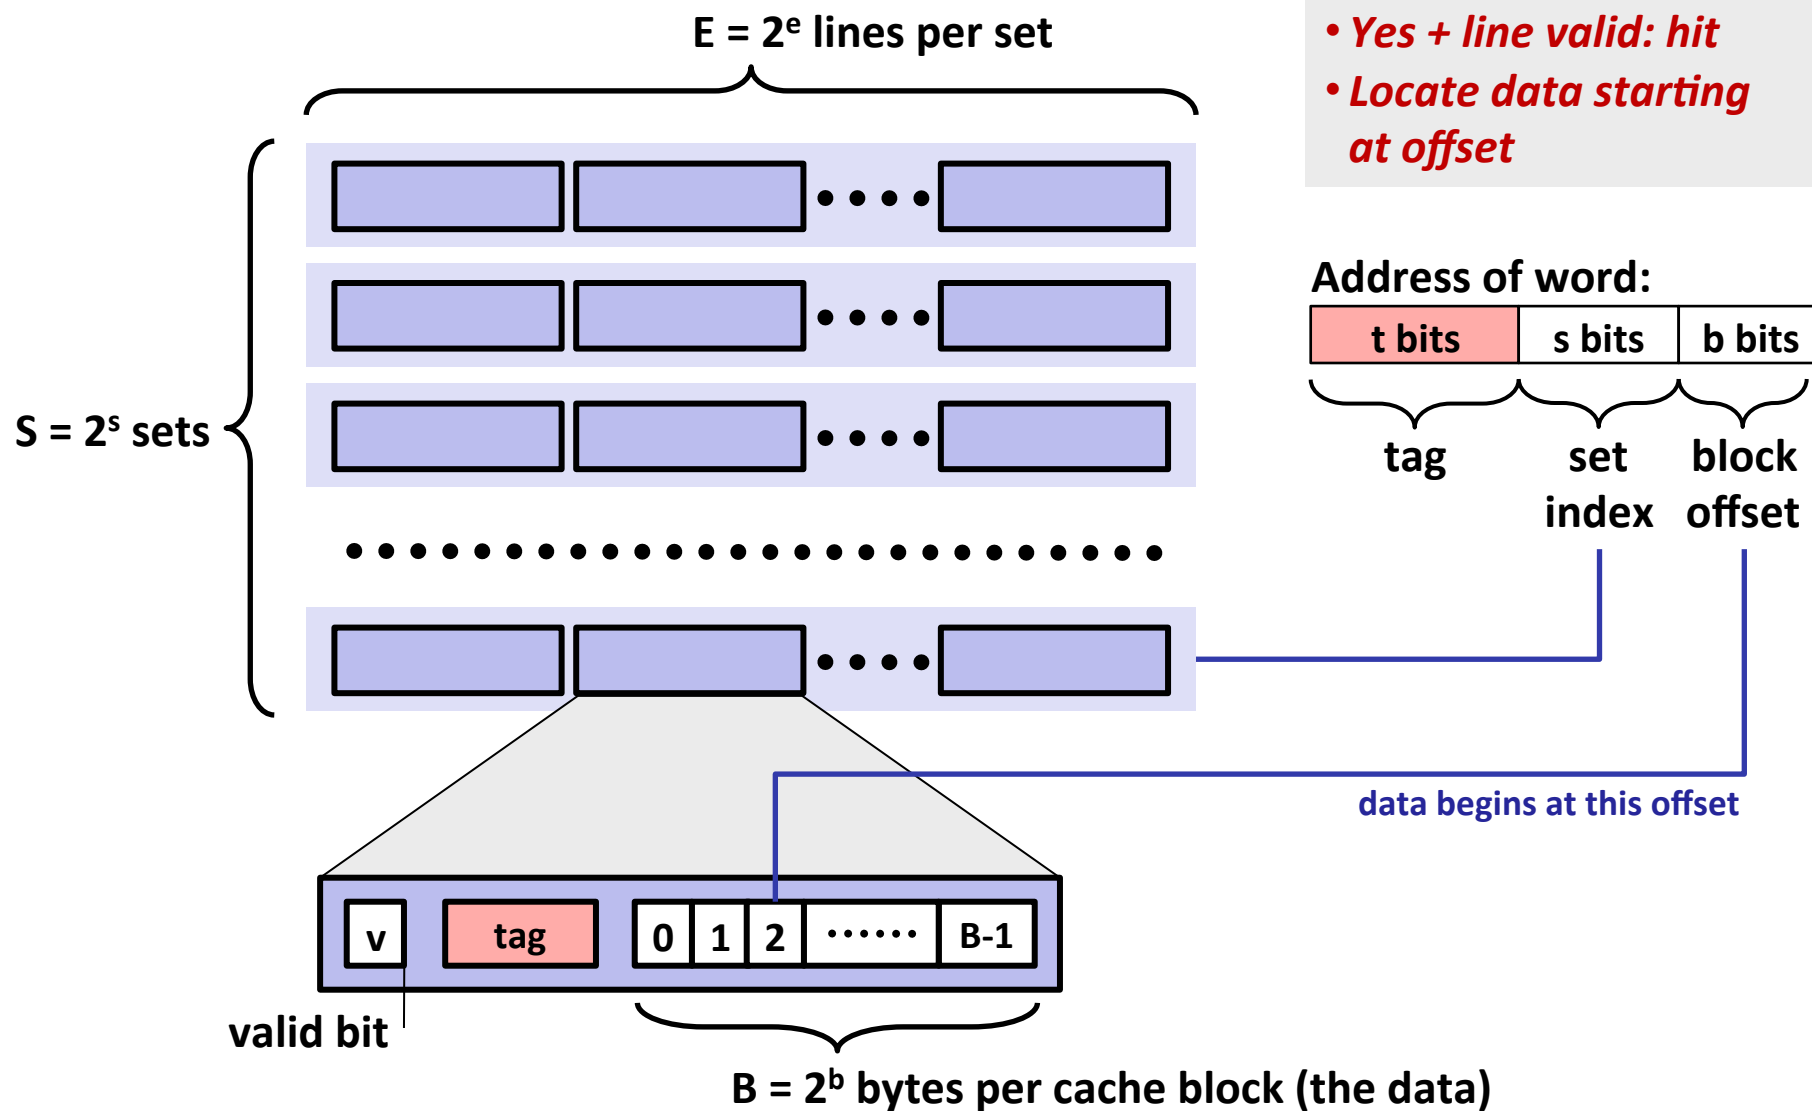 E = 2ᵉ lines per set
• Yes + line valid: hit
• Locate data starting
at offset
Address of word:
t bits s bits b bits
S = 2ˢ sets
tag set block
index offset
data begins at this offset
v tag 0 1 2 •••••• B-1
valid bit
B = 2ᵇ bytes per cache block (the data)